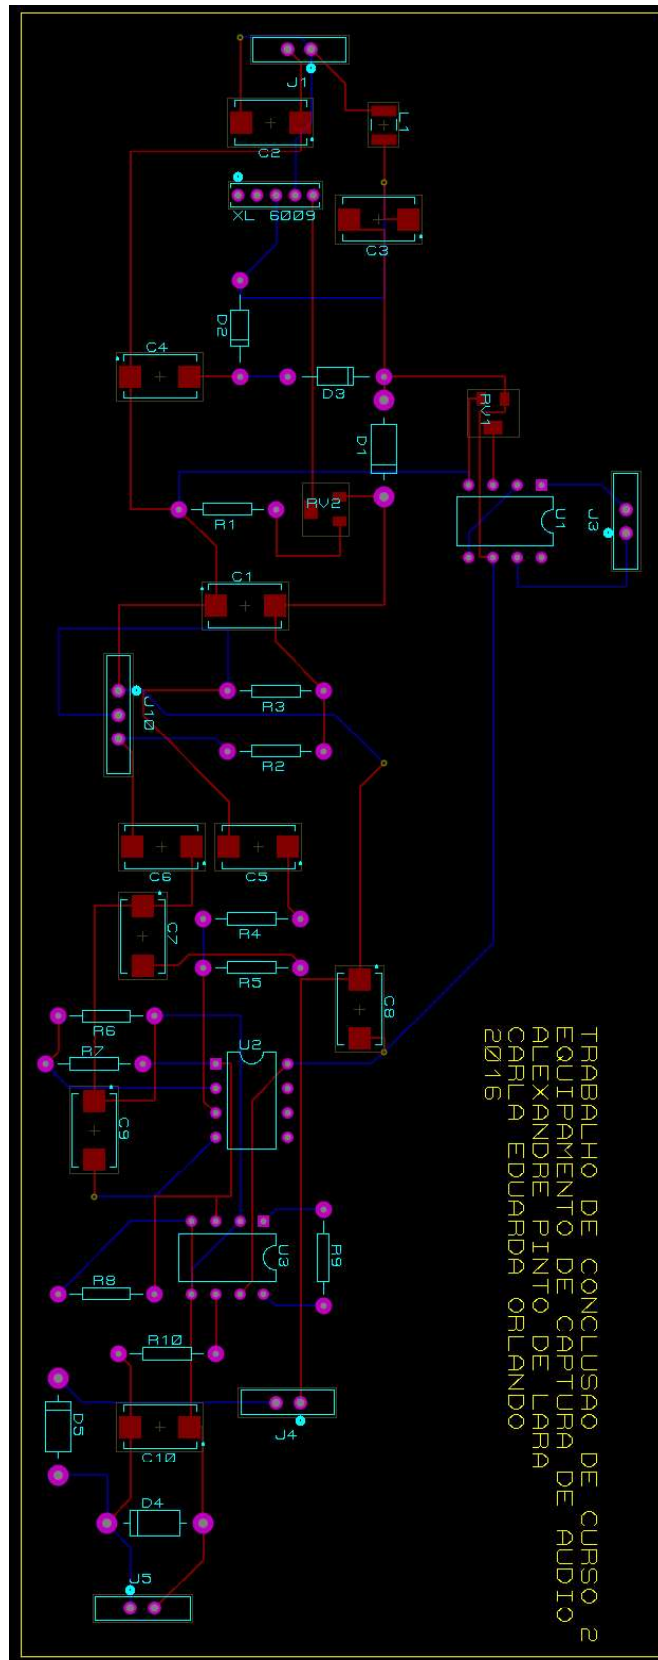 J1
L1
C2
XL 6009
C3
D2
C4
D3
RV1
D1
RV2
R1
U1
J3
C1
J10
R3
R2
C6
C5
C7
R4
R5
C8
R6
U2
R7
C9
U3
R9
R8
R10
J4
D5
C10
D4
J5
TRABALHO DE CONCLUSAO DE CURSO 2
EQUIPAMENTO DE CAPTURA DE AUDIO
ALEXANDRE PINTO DE LARA
CARLA EDUARDA ORLANDO
2016